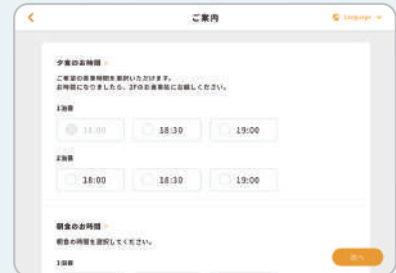 ご案内
Language
夕食のお時間
ご希望のお食事時間を選択いただけます。
お時間になりましたら、2Fのお食事処にお越しください。
1泊目
18:00
18:30
19:00
2泊目
18:00
18:30
19:00
朝食のお時間
朝食の時間を選択してください。
1泊目
次へ